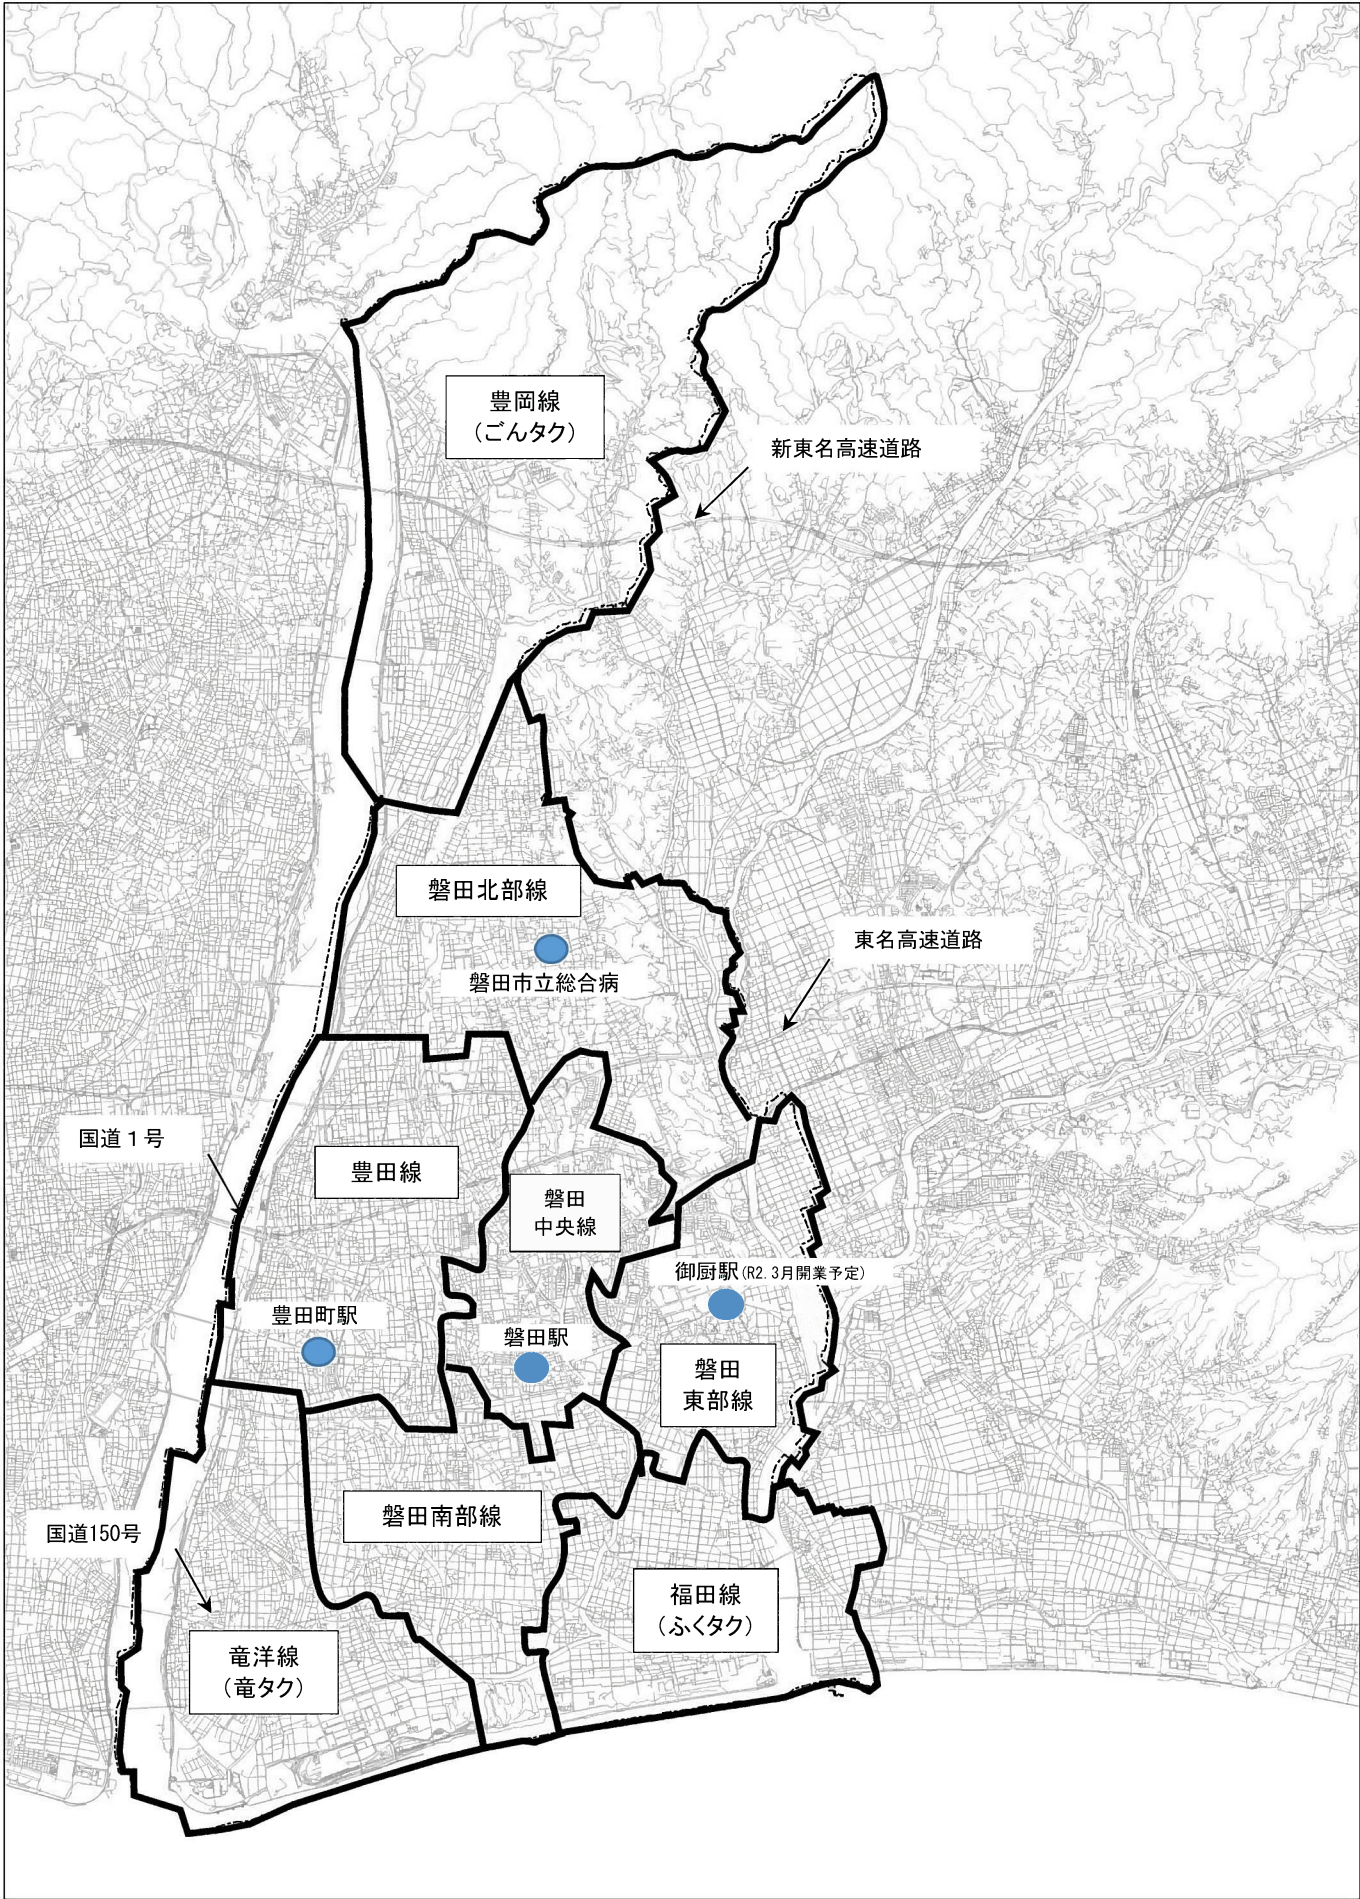 豊岡線
（ごんタク）
新東名高速道路
磐田北部線
東名高速道路
磐田市立総合病
国道１号
豊田線
磐田
中央線
御厨駅(R2.3月開業予定)
豊田町駅
磐田駅
磐田
東部線
磐田南部線
国道150号
福田線
（ふくタク）
竜洋線
（竜タク）